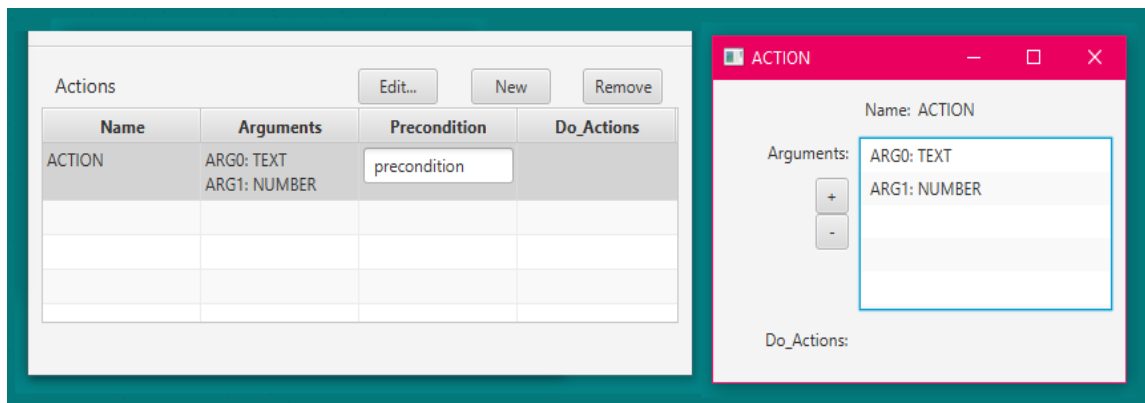 Actions
Edit...
New
Remove
Name
Arguments
Precondition
Do_Actions
ACTION
ARG0: TEXT
ARG1: NUMBER
precondition
ACTION
Name: ACTION
Arguments:
ARG0: TEXT
ARG1: NUMBER
+
-
Do_Actions: